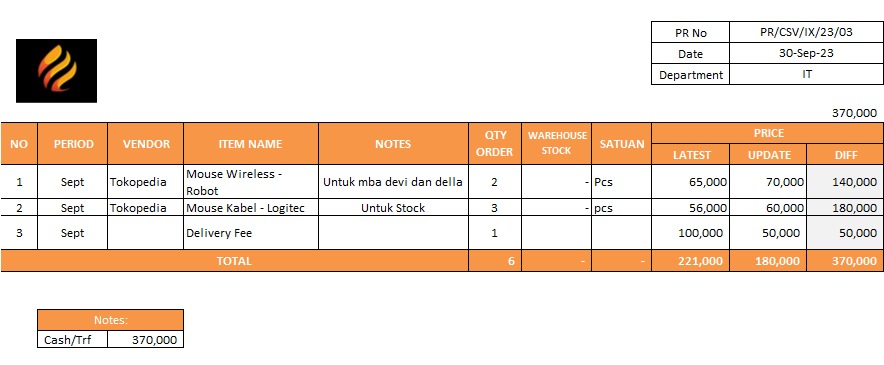 PR No PR/CSV/IX/23/03
Date 30-Sep-23
Department IT
370,000
NO PERIOD VENDOR ITEM NAME NOTES QTY ORDER WAREHOUSE STOCK SATUAN PRICE
LATEST UPDATE DIFF
1 Sept Tokopedia Mouse Wireless - Robot Untuk mba devi dan della 2 - Pcs 65,000 70,000 140,000
2 Sept Tokopedia Mouse Kabel - Logitec Untuk Stock 3 - pcs 56,000 60,000 180,000
3 Sept Delivery Fee 1 100,000 50,000 50,000
TOTAL 6 - - 221,000 180,000 370,000
Notes:
Cash/Trf 370,000